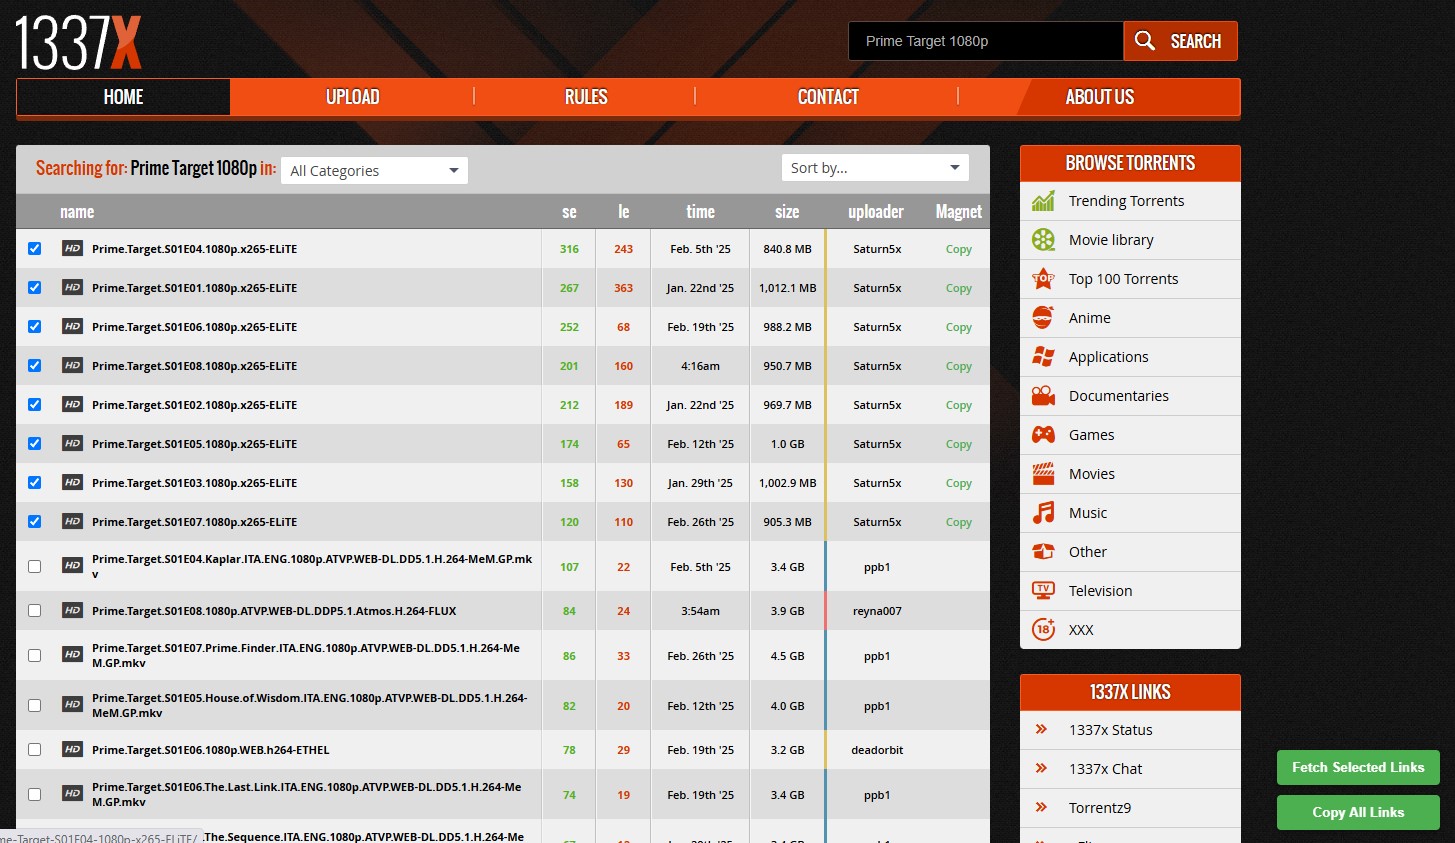 1337X
Prime Target 1080p
SEARCH
HOME
UPLOAD
RULES
CONTACT
ABOUT US
Searching for: Prime Target 1080p in: All Categories Sort by...
name se le time size uploader Magnet
HD Prime.Target.S01E04.1080p.x265-ELiTE 316 243 Feb. 5th '25 840.8 MB Saturn5x Copy
HD Prime.Target.S01E01.1080p.x265-ELiTE 267 363 Jan. 22nd '25 1,012.1 MB Saturn5x Copy
HD Prime.Target.S01E06.1080p.x265-ELiTE 252 68 Feb. 19th '25 988.2 MB Saturn5x Copy
HD Prime.Target.S01E08.1080p.x265-ELiTE 201 160 4:16am 950.7 MB Saturn5x Copy
HD Prime.Target.S01E02.1080p.x265-ELiTE 212 189 Jan. 22nd '25 969.7 MB Saturn5x Copy
HD Prime.Target.S01E05.1080p.x265-ELiTE 174 65 Feb. 12th '25 1.0 GB Saturn5x Copy
HD Prime.Target.S01E03.1080p.x265-ELiTE 158 130 Jan. 29th '25 1,002.9 MB Saturn5x Copy
HD Prime.Target.S01E07.1080p.x265-ELiTE 120 110 Feb. 26th '25 905.3 MB Saturn5x Copy
HD Prime.Target.S01E04.Kaplar.ITA.ENG.1080p.ATVP.WEB-DL.DD5.1.H.264-MeM.GP.mk
v 107 22 Feb. 5th '25 3.4 GB ppb1
HD Prime.Target.S01E08.1080p.ATVP.WEB-DL.DDP5.1.Atmos.H.264-FLUX 84 24 3:54am 3.9 GB reyna007
HD Prime.Target.S01E07.Prime.Finder.ITA.ENG.1080p.ATVP.WEB-DL.DD5.1.H.264-Me
M.GP.mkv 86 33 Feb. 26th '25 4.5 GB ppb1
HD Prime.Target.S01E05.House.of.Wisdom.ITA.ENG.1080p.ATVP.WEB-DL.DD5.1.H.264-
MeM.GP.mkv 82 20 Feb. 12th '25 4.0 GB ppb1
HD Prime.Target.S01E06.1080p.WEB.h264-ETHEL 78 29 Feb. 19th '25 3.2 GB deadorbit
HD Prime.Target.S01E06.The.Last.Link.ITA.ENG.1080p.ATVP.WEB-DL.DD5.1.H.264-Me
M.GP.mkv 74 19 Feb. 19th '25 3.4 GB ppb1
.The.Sequence.ITA.ENG.1080p.ATVP.WEB-DL.DD5.1.H.264-Me
me-Target-S01E04-1080p-x265-ELiTE/
BROWSE TORRENTS
Trending Torrents
Movie library
TOP Top 100 Torrents
Anime
Applications
Documentaries
Games
Movies
Music
Other
TV Television
18+ XXX
1337X LINKS
1337x Status
1337x Chat
Torrentz9
Fetch Selected Links
Copy All Links